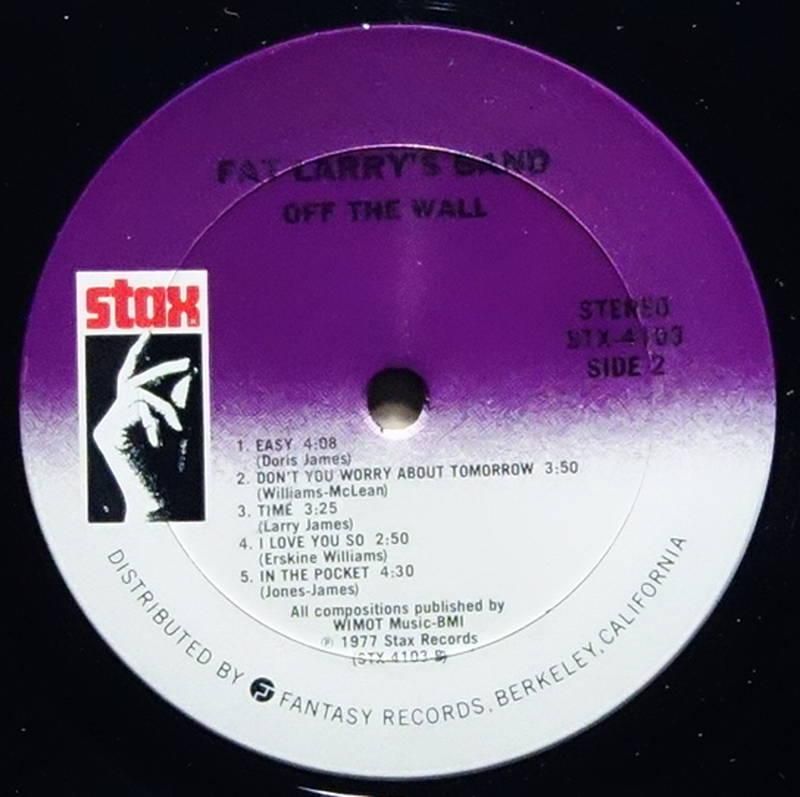 FAT LARRY'S BAND
OFF THE WALL
stax
STEREO
STX-4103
SIDE 2
1. EASY 4:08
(Doris James)
2. DON'T YOU WORRY ABOUT TOMORROW 3:50
(Williams-McLean)
3. TIME 3:25
(Larry James)
4. I LOVE YOU SO 2:50
(Erskine Williams)
5. IN THE POCKET 4:30
(Jones-James)
All compositions published by
WIMOT Music-BMI
℗ 1977 Stax Records
(STX-4103-B)
DISTRIBUTED BY FANTASY RECORDS, BERKELEY, CALIFORNIA